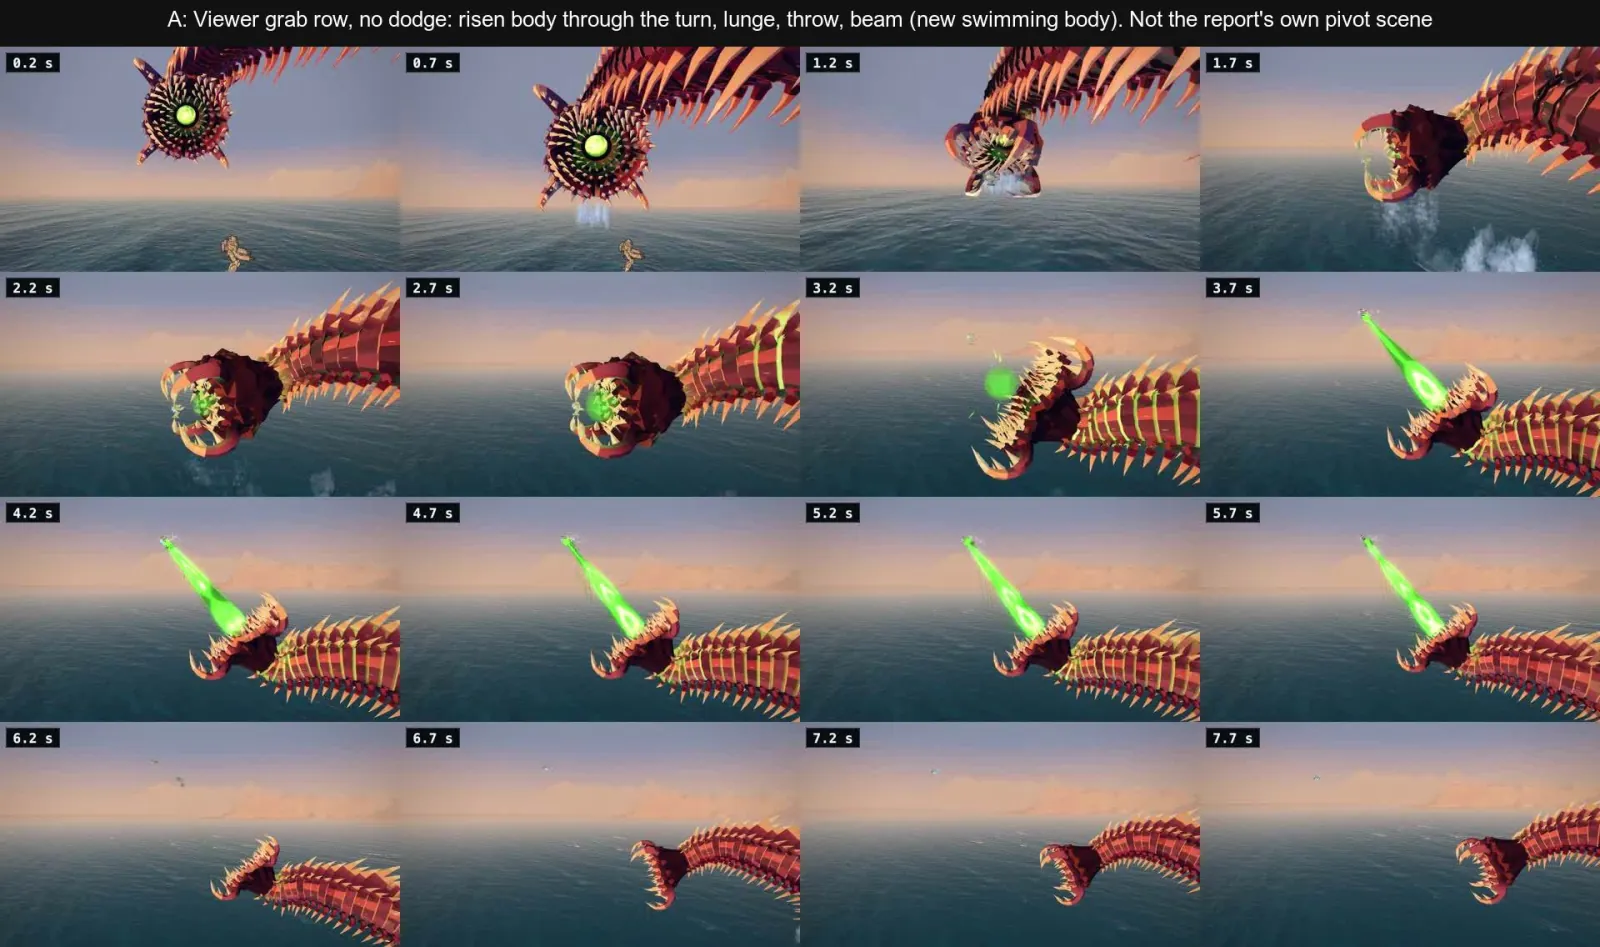 A: Viewer grab row, no dodge: risen body through the turn, lunge, throw, beam (new swimming body). Not the report's own pivot scene
0.2 s
0.7 s
1.2 s
1.7 s
2.2 s
2.7 s
3.2 s
3.7 s
4.2 s
4.7 s
5.2 s
5.7 s
6.2 s
6.7 s
7.2 s
7.7 s